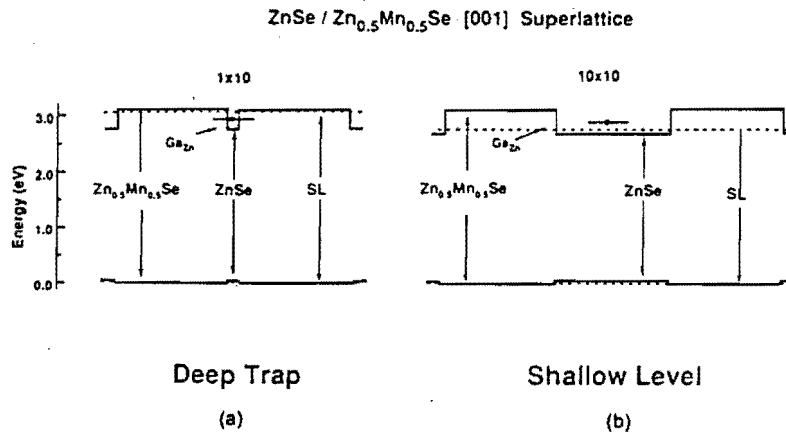 ZnSe / Zn0.5Mn0.5Se [001] Superlattice
1x10
10x10
3.0
2.0
1.0
0.0
Energy (eV)
GaZn
Zn0.5Mn0.5Se
ZnSe
SL
GaZn
Zn0.5Mn0.5Se
ZnSe
SL
Deep Trap
Shallow Level
(a)
(b)